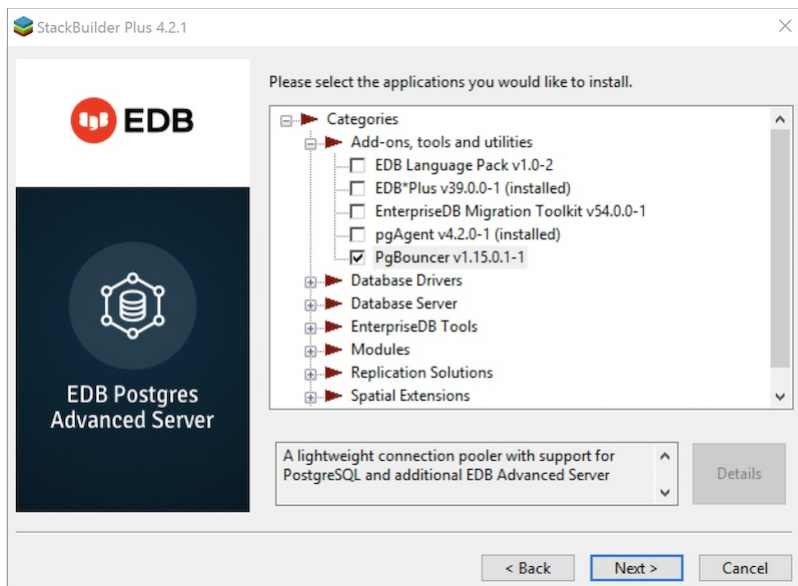 StackBuilder Plus 4.2.1
EDB
EDB Postgres
Advanced Server
Please select the applications you would like to install.
Categories
Add-ons, tools and utilities
EDB Language Pack v1.0-2
EDB*Plus v39.0.0-1 (installed)
EnterpriseDB Migration Toolkit v54.0.0-1
pgAgent v4.2.0-1 (installed)
PgBouncer v1.15.0.1-1
Database Drivers
Database Server
EnterpriseDB Tools
Modules
Replication Solutions
Spatial Extensions
A lightweight connection pooler with support for
PostgreSQL and additional EDB Advanced Server
Details
< Back
Next >
Cancel